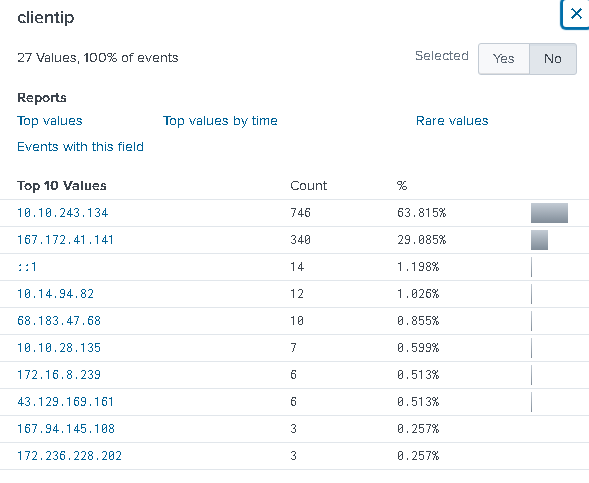 clientip
27 Values, 100% of events
Selected Yes No
Reports
Top values Top values by time Rare values
Events with this field
Top 10 Values Count %
10.10.243.134 746 63.815%
167.172.41.141 340 29.085%
::1 14 1.198%
10.14.94.82 12 1.026%
68.183.47.68 10 0.855%
10.10.28.135 7 0.599%
172.16.8.239 6 0.513%
43.129.169.161 6 0.513%
167.94.145.108 3 0.257%
172.236.228.202 3 0.257%